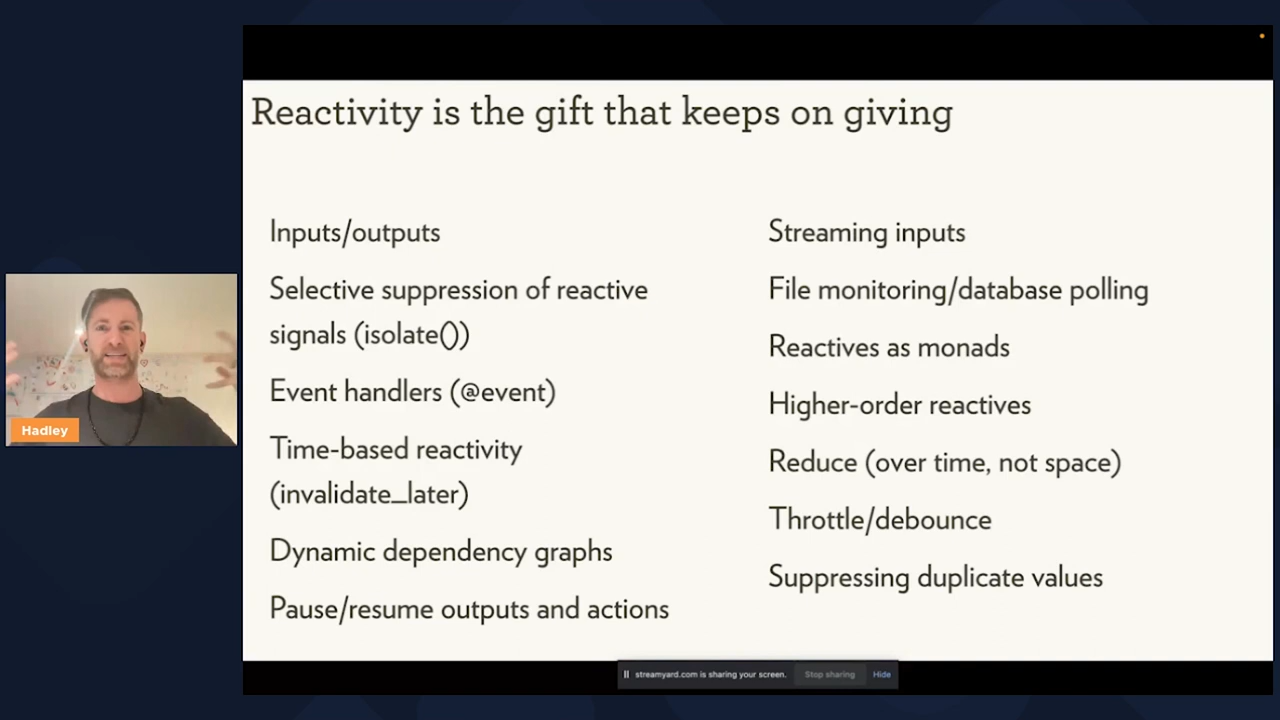 Reactivity is the gift that keeps on giving
Inputs/outputs
Selective suppression of reactive
signals (isolate())
Event handlers (@event)
Time-based reactivity
(invalidate_later)
Dynamic dependency graphs
Pause/resume outputs and actions
Streaming inputs
File monitoring/database polling
Reactives as monads
Higher-order reactives
Reduce (over time, not space)
Throttle/debounce
Suppressing duplicate values
Hadley
streamyard.com is sharing your screen. Stop sharing Hide